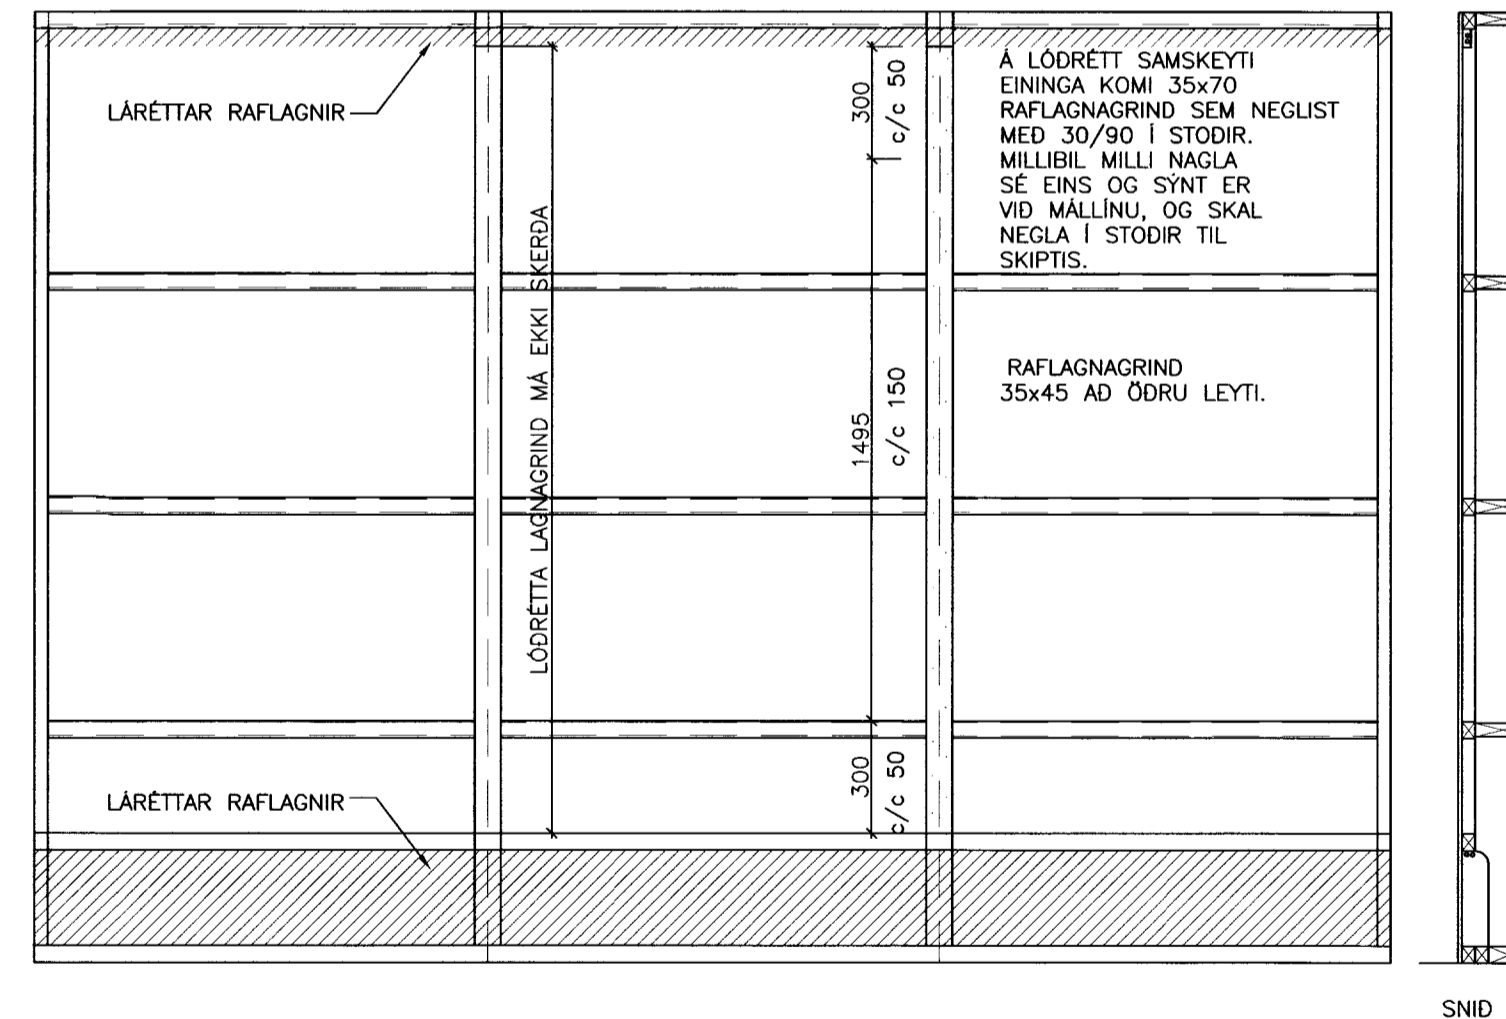 LÁRÉTTAR RAFLAGNIR
LÓÐRÉTTA LAGNAGRIND MÁ EKKI SKERÐA
300
c/c 50
1495
c/c 150
300
c/c 50
Á LÓÐRÉTT SAMSKEYTI
EININGA KOMI 35x70
RAFLAGNAGRIND SEM NEGLIST
MEÐ 30/90 Í STOÐIR.
MILLIBIL MILLI NAGLA
SÉ EINS OG SÝNT ER
VIÐ MÁLLÍNU, OG SKAL
NEGLA Í STOÐIR TIL
SKIPTIS.
RAFLAGNAGRIND
35x45 AÐ ÖÐRU LEYTI.
LÁRÉTTAR RAFLAGNIR
SNIÐ